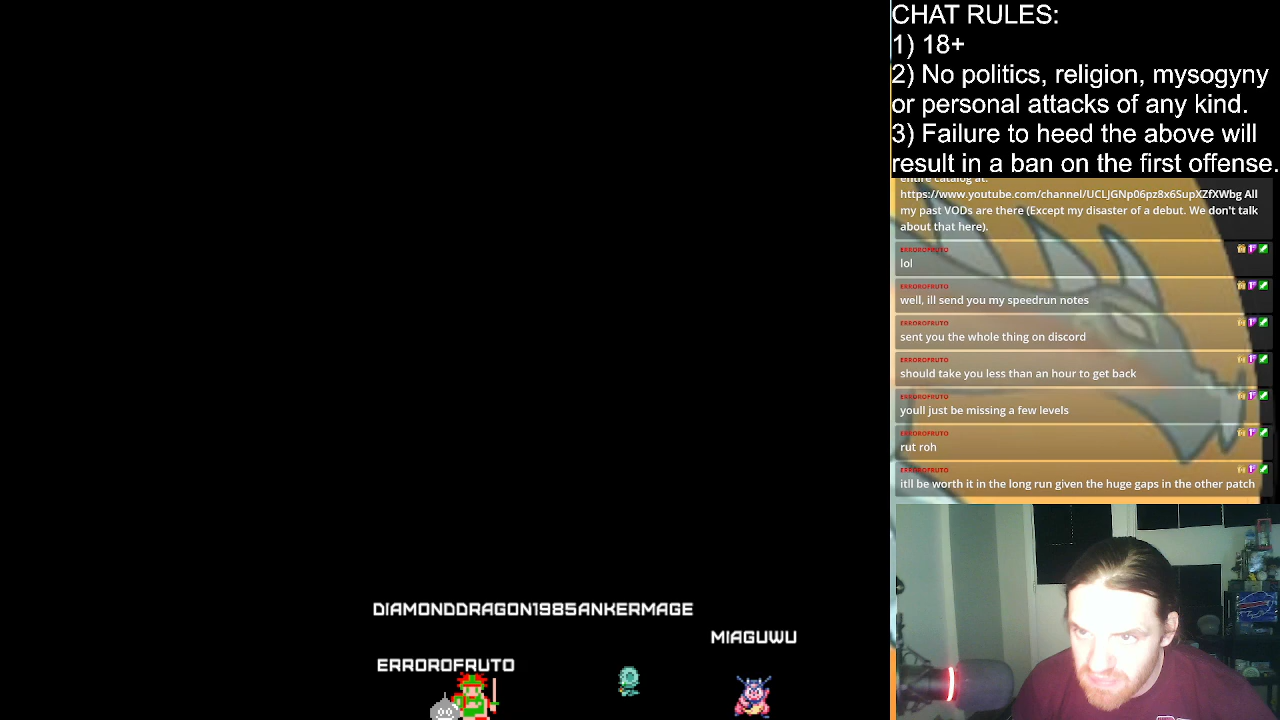 CHAT RULES:
1) 18+
2) No politics, religion, mysogyny
or personal attacks of any kind.
3) Failure to heed the above will
result in a ban on the first offense.
entire catalog at:
https://www.youtube.com/channel/UCLJGNp06pz8x6SupXZfXWbg All
my past VODs are there (Except my disaster of a debut. We don't talk
about that here).
ERROROFRUTO
lol
ERROROFRUTO
well, ill send you my speedrun notes
ERROROFRUTO
sent you the whole thing on discord
ERROROFRUTO
should take you less than an hour to get back
ERROROFRUTO
youll just be missing a few levels
ERROROFRUTO
rut roh
ERROROFRUTO
itll be worth it in the long run given the huge gaps in the other patch
DIAMONDDRAGON1985ANKERMAGE
MIAGUWU
ERROROFRUTO